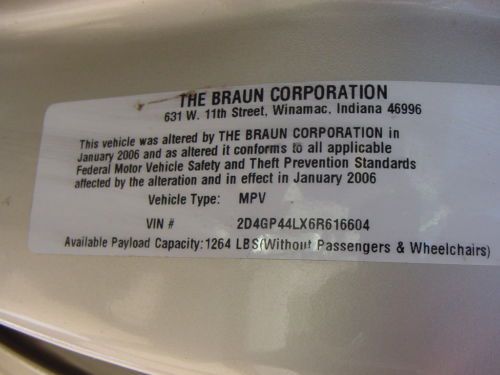 THE BRAUN CORPORATION
631 W. 11th Street, Winamac, Indiana 46996
This vehicle was altered by THE BRAUN CORPORATION in
January 2006 and as altered it conforms to all applicable
Federal Motor Vehicle Safety and Theft Prevention Standards
affected by the alteration and in effect in January 2006
Vehicle Type: MPV
VIN # 2D4GP44LX6R616604
Available Payload Capacity: 1264 LBS(Without Passengers & Wheelchairs)